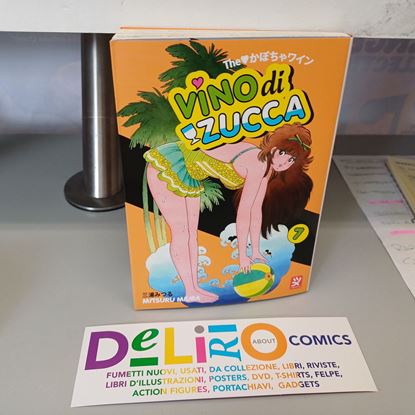 The♥かぼちゃワイン
ViNO di
ZUCCA
7
三浦みつる
MITSURU MIURA
DeLiRiO ABOUT COMICS
FUMETTI NUOVI, USATI, DA COLLEZIONE, LIBRI, RIVISTE,
LIBRI D'ILLUSTRAZIONI, POSTERS, DVD, T-SHIRTS, FELPE,
ACTION FIGURES, PORTACHIAVI, GADGETS